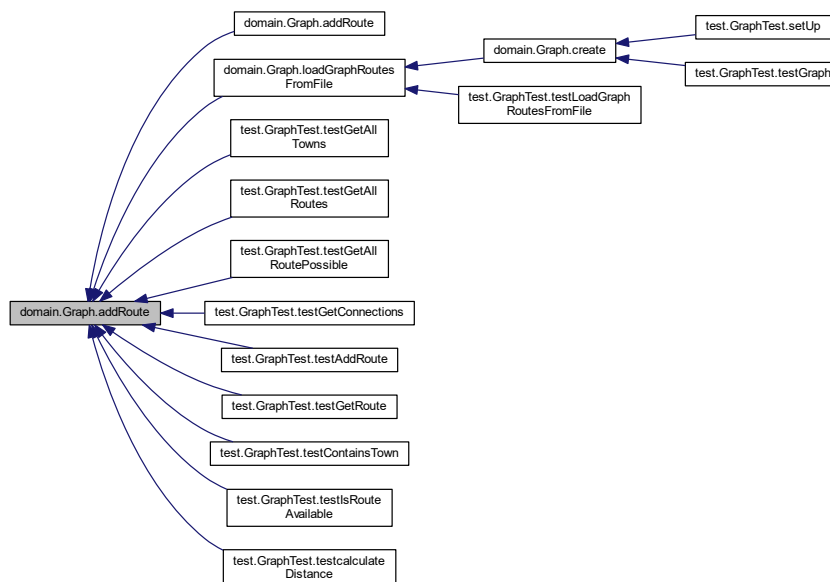 domain.Graph.addRoute
domain.Graph.loadGraphRoutes
FromFile
domain.Graph.create
test.GraphTest.setUp
test.GraphTest.testGraph
test.GraphTest.testLoadGraph
RoutesFromFile
test.GraphTest.testGetAll
Towns
test.GraphTest.testGetAll
Routes
test.GraphTest.testGetAll
RoutePossible
domain.Graph.addRoute
test.GraphTest.testGetConnections
test.GraphTest.testAddRoute
test.GraphTest.testGetRoute
test.GraphTest.testContainsTown
test.GraphTest.testIsRoute
Available
test.GraphTest.testcalculate
Distance